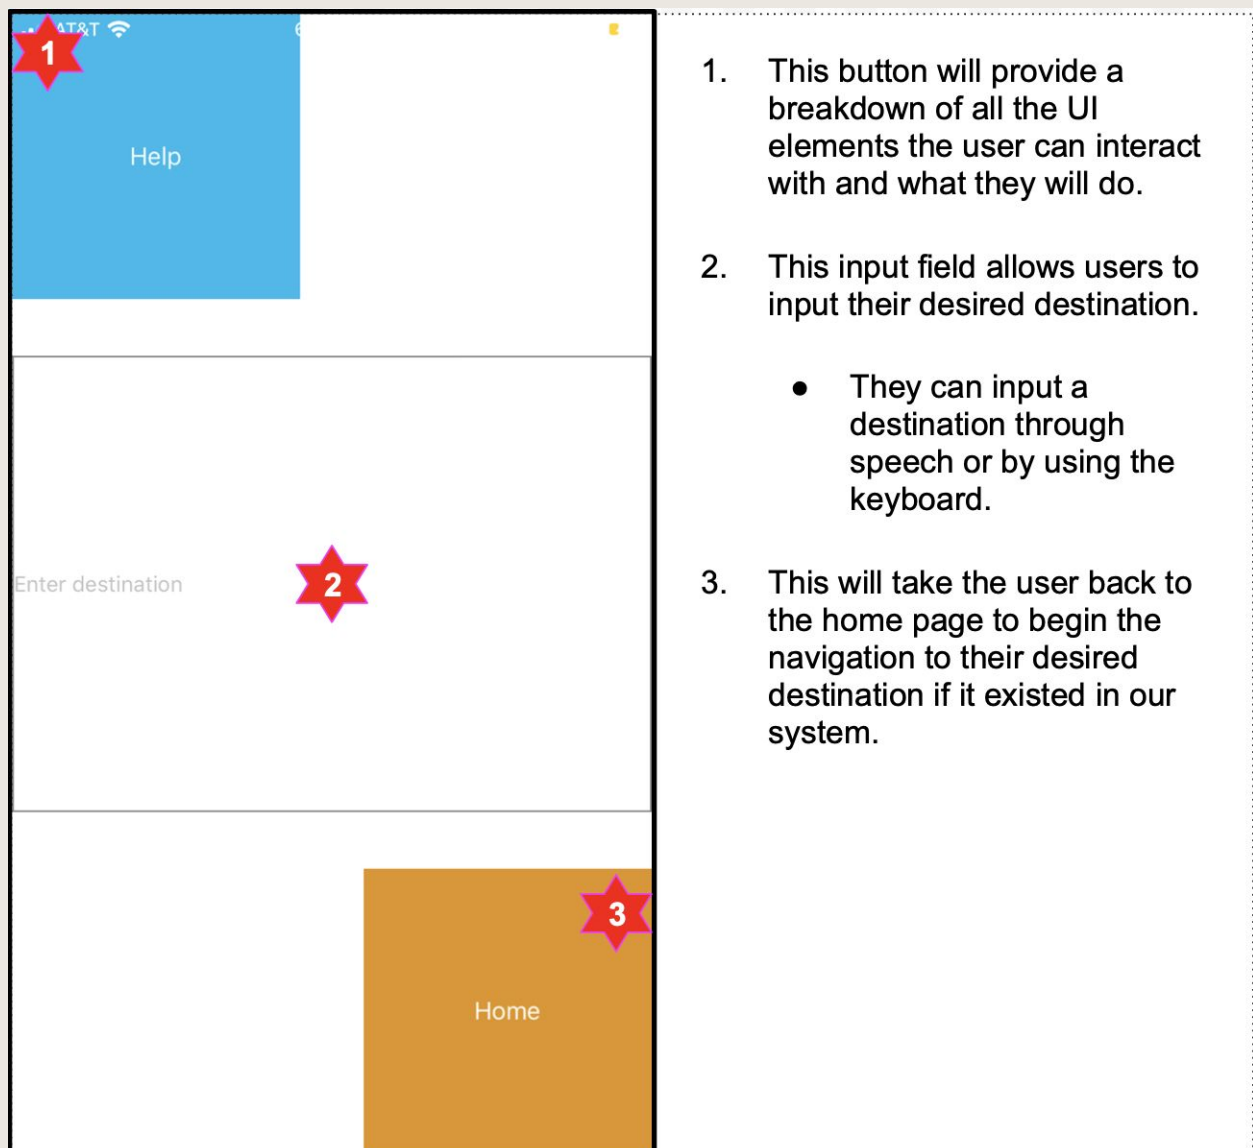 AT&T
1
Help
Enter destination
2
3
Home
1. This button will provide a
breakdown of all the UI
elements the user can interact
with and what they will do.
2. This input field allows users to
input their desired destination.
● They can input a
destination through
speech or by using the
keyboard.
3. This will take the user back to
the home page to begin the
navigation to their desired
destination if it existed in our
system.